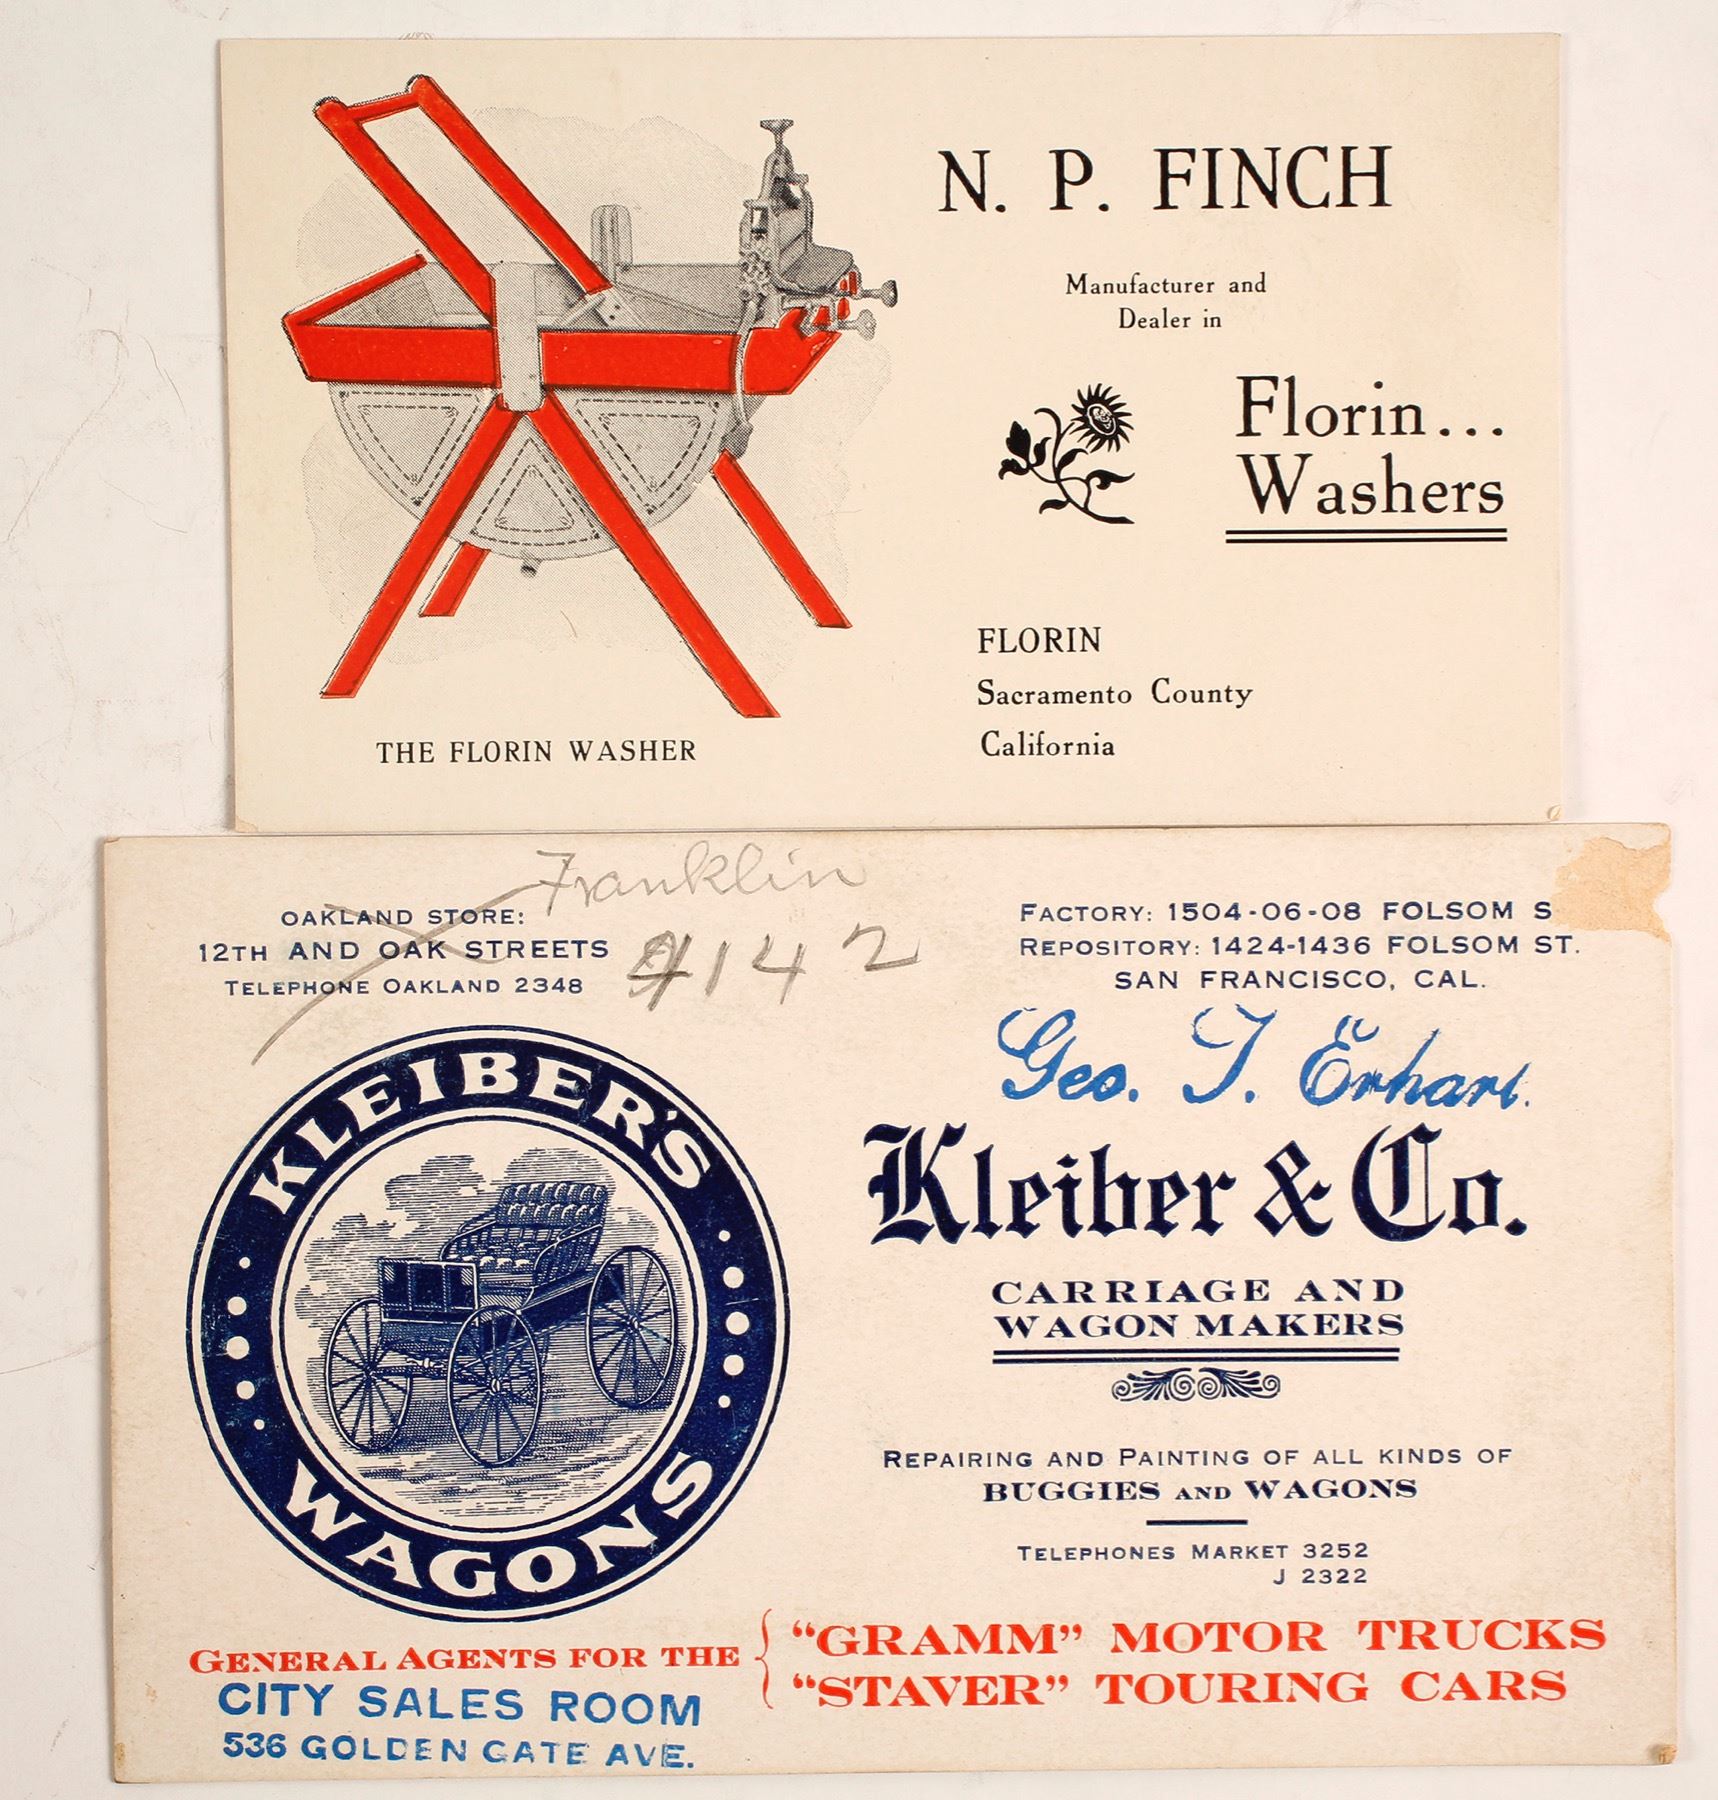 N. P. FINCH
Manufacturer and
Dealer in
Florin...
Washers
FLORIN
Sacramento County
California
THE FLORIN WASHER
Franklin
OAKLAND STORE:
12TH AND OAK STREETS
TELEPHONE OAKLAND 2348
142
FACTORY: 1504-06-08 FOLSOM S
REPOSITORY: 1424-1436 FOLSOM ST.
SAN FRANCISCO, CAL.
Geo. T. Erhart.
KLEIBER'S
WAGONS
Kleiber & Co.
CARRIAGE AND
WAGON MAKERS
REPAIRING AND PAINTING OF ALL KINDS OF
BUGGIES AND WAGONS
TELEPHONES MARKET 3252
J 2322
GENERAL AGENTS FOR THE
"GRAMM" MOTOR TRUCKS
"STAVER" TOURING CARS
CITY SALES ROOM
536 GOLDEN GATE AVE.